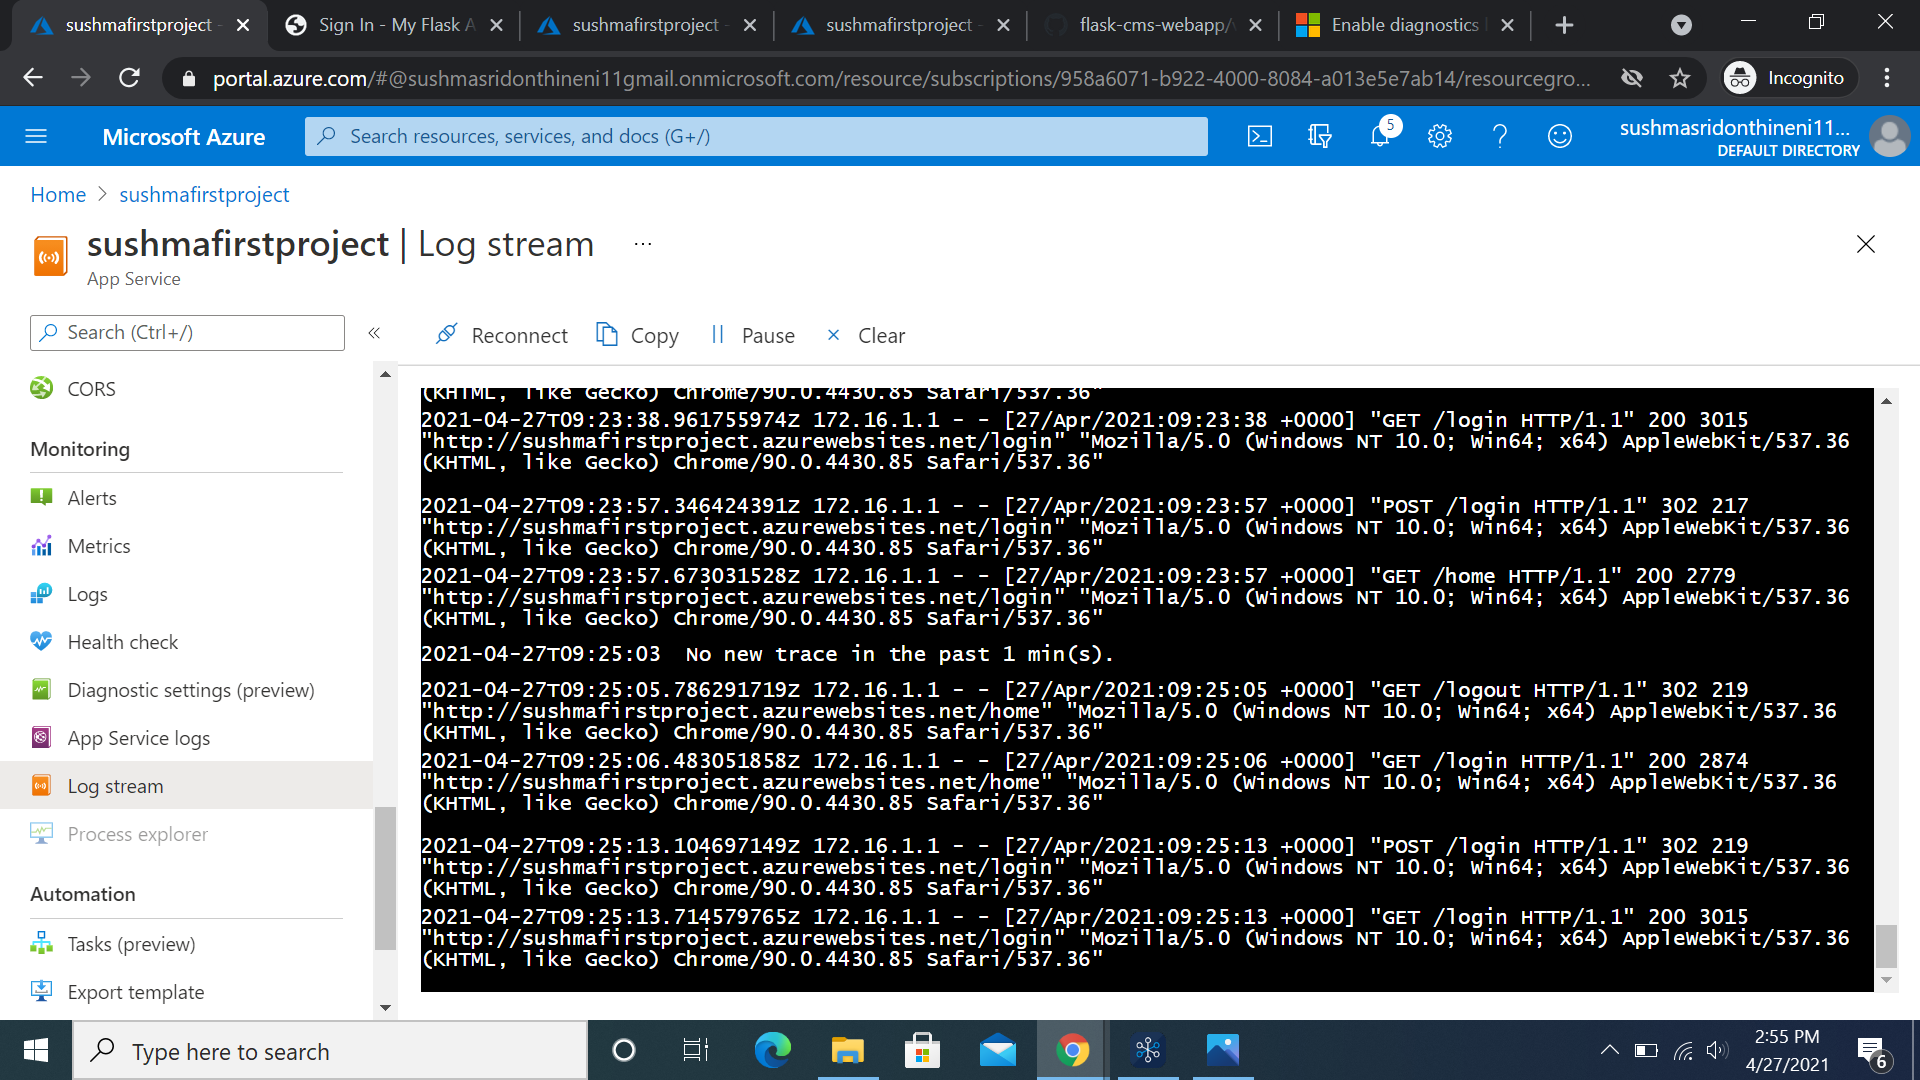 sushmafirstproject -
Sign In - My Flask A
sushmafirstproject -
sushmafirstproject -
flask-cms-webapp/
Enable diagnostics
portal.azure.com/#@sushmasridonthineni11gmail.onmicrosoft.com/resource/subscriptions/958a6071-b922-4000-8084-a013e5e7ab14/resourcegro...
Incognito
Microsoft Azure
Search resources, services, and docs (G+/)
5
sushmasridonthineni11...
DEFAULT DIRECTORY
Home > sushmafirstproject
sushmafirstproject | Log stream ...
App Service
Search (Ctrl+/)
«
Reconnect
Copy
Pause
Clear
CORS
Monitoring
Alerts
Metrics
Logs
Health check
Diagnostic settings (preview)
App Service logs
Log stream
Process explorer
Automation
Tasks (preview)
Export template
(KHTML, like Gecko) Chrome/90.0.4430.85 Safari/537.36"
2021-04-27T09:23:38.961755974Z 172.16.1.1 - - [27/Apr/2021:09:23:38 +0000] "GET /login HTTP/1.1" 200 3015
"http://sushmafirstproject.azurewebsites.net/login" "Mozilla/5.0 (Windows NT 10.0; Win64; x64) AppleWebKit/537.36
(KHTML, like Gecko) Chrome/90.0.4430.85 Safari/537.36"
2021-04-27T09:23:57.346424391Z 172.16.1.1 - - [27/Apr/2021:09:23:57 +0000] "POST /login HTTP/1.1" 302 217
"http://sushmafirstproject.azurewebsites.net/login" "Mozilla/5.0 (Windows NT 10.0; Win64; x64) AppleWebKit/537.36
(KHTML, like Gecko) Chrome/90.0.4430.85 Safari/537.36"
2021-04-27T09:23:57.673031528Z 172.16.1.1 - - [27/Apr/2021:09:23:57 +0000] "GET /home HTTP/1.1" 200 2779
"http://sushmafirstproject.azurewebsites.net/login" "Mozilla/5.0 (Windows NT 10.0; Win64; x64) AppleWebKit/537.36
(KHTML, like Gecko) Chrome/90.0.4430.85 Safari/537.36"
2021-04-27T09:25:03  No new trace in the past 1 min(s).
2021-04-27T09:25:05.786291719Z 172.16.1.1 - - [27/Apr/2021:09:25:05 +0000] "GET /logout HTTP/1.1" 302 219
"http://sushmafirstproject.azurewebsites.net/home" "Mozilla/5.0 (Windows NT 10.0; Win64; x64) AppleWebKit/537.36
(KHTML, like Gecko) Chrome/90.0.4430.85 Safari/537.36"
2021-04-27T09:25:06.483051858Z 172.16.1.1 - - [27/Apr/2021:09:25:06 +0000] "GET /login HTTP/1.1" 200 2874
"http://sushmafirstproject.azurewebsites.net/home" "Mozilla/5.0 (Windows NT 10.0; Win64; x64) AppleWebKit/537.36
(KHTML, like Gecko) Chrome/90.0.4430.85 Safari/537.36"
2021-04-27T09:25:13.104697149Z 172.16.1.1 - - [27/Apr/2021:09:25:13 +0000] "POST /login HTTP/1.1" 302 219
"http://sushmafirstproject.azurewebsites.net/login" "Mozilla/5.0 (Windows NT 10.0; Win64; x64) AppleWebKit/537.36
(KHTML, like Gecko) Chrome/90.0.4430.85 Safari/537.36"
2021-04-27T09:25:13.714579765Z 172.16.1.1 - - [27/Apr/2021:09:25:13 +0000] "GET /login HTTP/1.1" 200 3015
"http://sushmafirstproject.azurewebsites.net/login" "Mozilla/5.0 (Windows NT 10.0; Win64; x64) AppleWebKit/537.36
(KHTML, like Gecko) Chrome/90.0.4430.85 Safari/537.36"
Type here to search
2:55 PM
4/27/2021
6